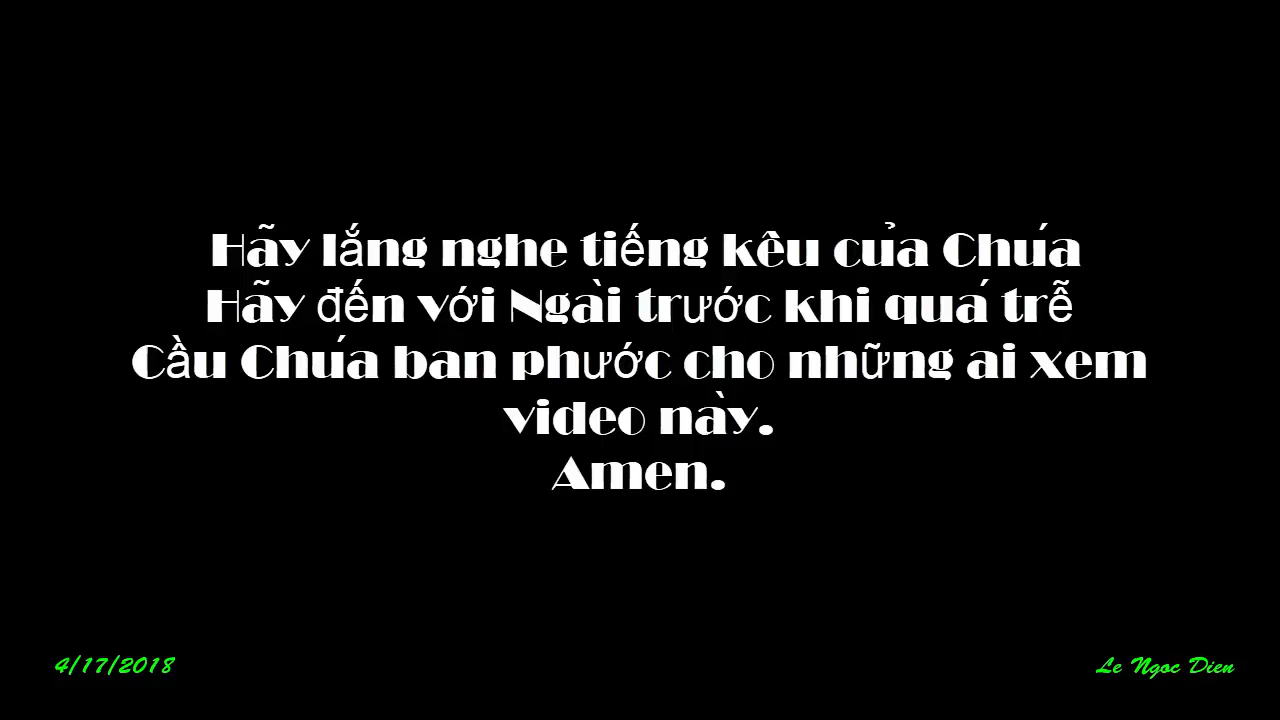 Hãy lắng nghe tiếng kêu của Chúa
Hãy đến với Ngài trước khi quá trễ
Cầu Chúa ban phước cho những ai xem
video này.
Amen.
4/17/2018
Le Ngoc Dien